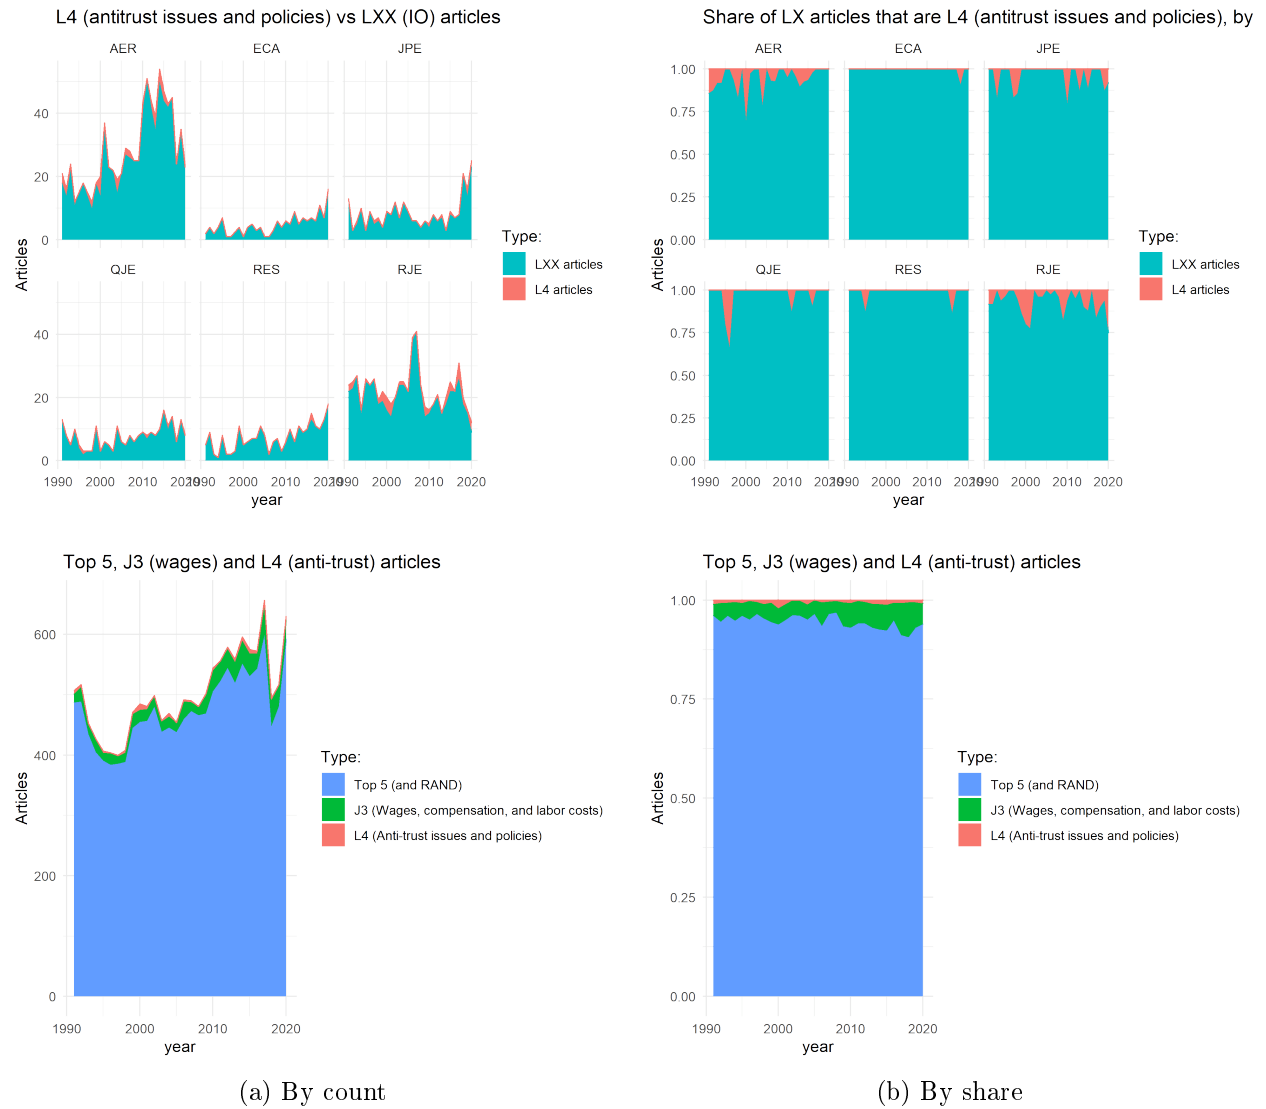 L4 (antitrust issues and policies) vs LXX (IO) articles
AER
ECA
JPE
40
20
0
QJE
RES
RJE
40
20
0
1990
2000
2010
2020
1990
2000
2010
2020
1990
2000
2010
2020
year
Articles
Type:
LXX articles
L4 articles
Share of LX articles that are L4 (antitrust issues and policies), by
AER
ECA
JPE
1.00
0.75
0.50
0.25
0.00
QJE
RES
RJE
1.00
0.75
0.50
0.25
0.00
1990
2000
2010
2020
1990
2000
2010
2020
1990
2000
2010
2020
year
Articles
Type:
LXX articles
L4 articles
Top 5, J3 (wages) and L4 (anti-trust) articles
600
400
200
0
1990
2000
2010
2020
year
Articles
Type:
Top 5 (and RAND)
J3 (Wages, compensation, and labor costs)
L4 (Anti-trust issues and policies)
Top 5, J3 (wages) and L4 (anti-trust) articles
1.00
0.75
0.50
0.25
0.00
1990
2000
2010
2020
year
Articles
Type:
Top 5 (and RAND)
J3 (Wages, compensation, and labor costs)
L4 (Anti-trust issues and policies)
(a) By count
(b) By share